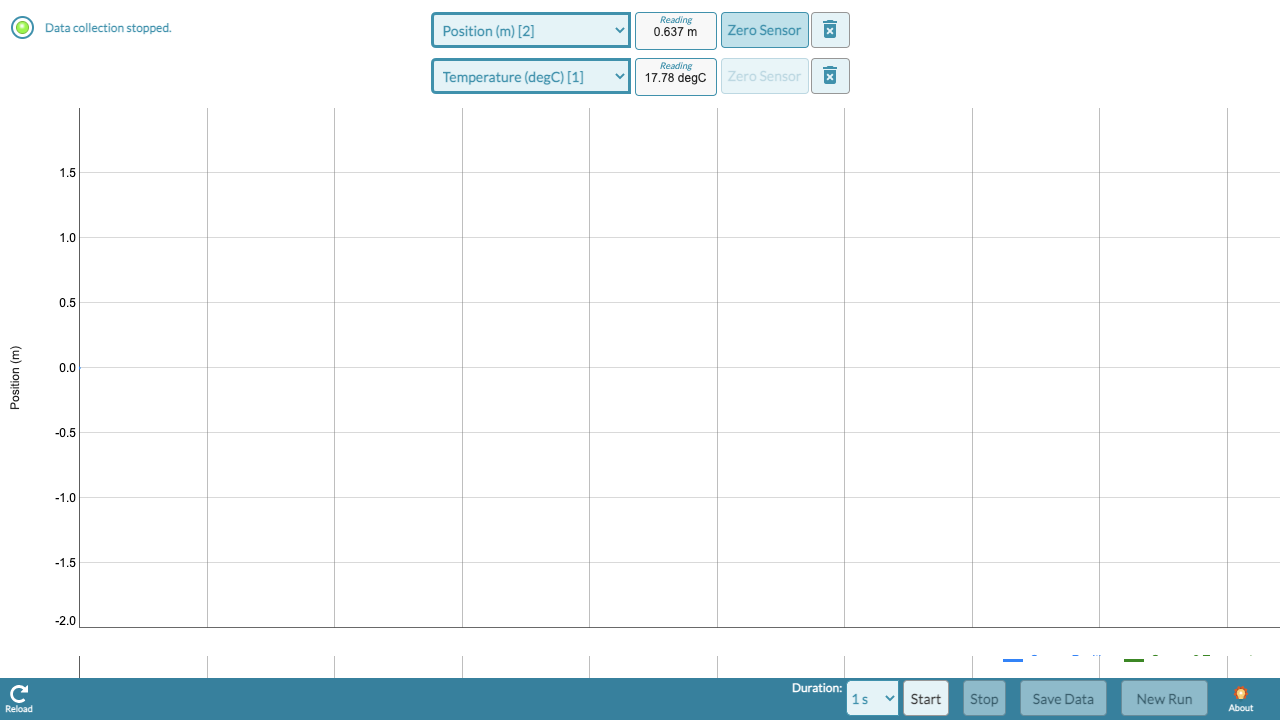 Data collection stopped.
Position (m) [2]
Reading
0.637 m
Zero Sensor
Temperature (degC) [1]
Reading
17.78 degC
Zero Sensor
1.5
1.0
0.5
0.0
-0.5
-1.0
-1.5
-2.0
Position (m)
Reload
Duration:
1 s
Start
Stop
Save Data
New Run
About